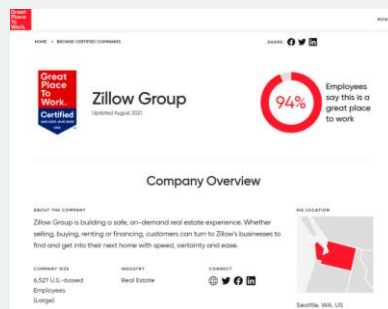 Great
Place
To
Work.
MENU
HOME > BROWSE CERTIFIED COMPANIES
SHARE
Great
Place
To
Work.
Certified
USA
Zillow Group
Updated August 2021.
94%
Employees
say this is a
great place
to work
Company Overview
ABOUT THE COMPANY
Zillow Group is building a safe, on-demand real estate experience. Whether
selling, buying, renting or financing, customers can turn to Zillow's businesses to
find and get into their next home with speed, certainty and ease.
HQ LOCATION
COMPANY SIZE
6,527 U.S.-based
Employees
(Large)
INDUSTRY
Real Estate
CONNECT
Seattle, WA, US